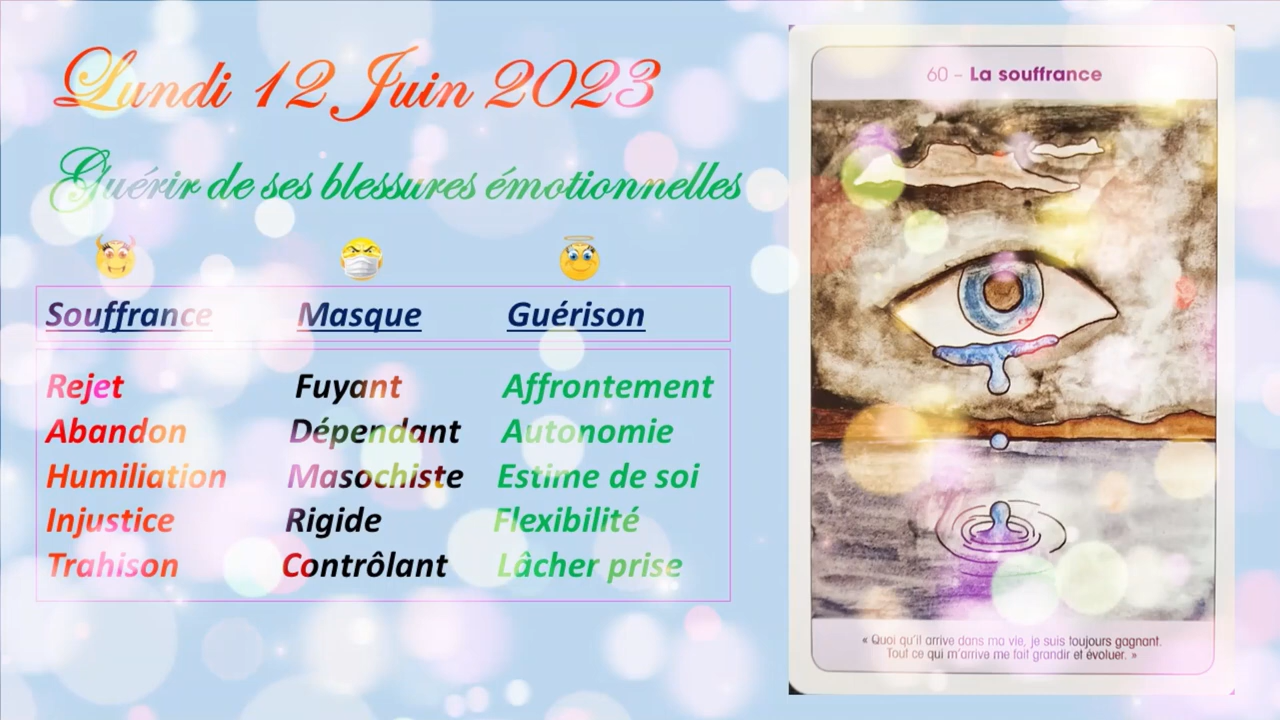 Lundi 12 Juin 2023
Guérir de ses blessures émotionnelles
Souffrance Masque Guérison
Rejet Fuyant Affrontement
Abandon Dépendant Autonomie
Humiliation Masochiste Estime de soi
Injustice Rigide Flexibilité
Trahison Contrôlant Lâcher prise
60 - La souffrance
« Quoi qu'il arrive dans ma vie, je suis toujours gagnant.
Tout ce qui m'arrive me fait grandir et évoluer. »